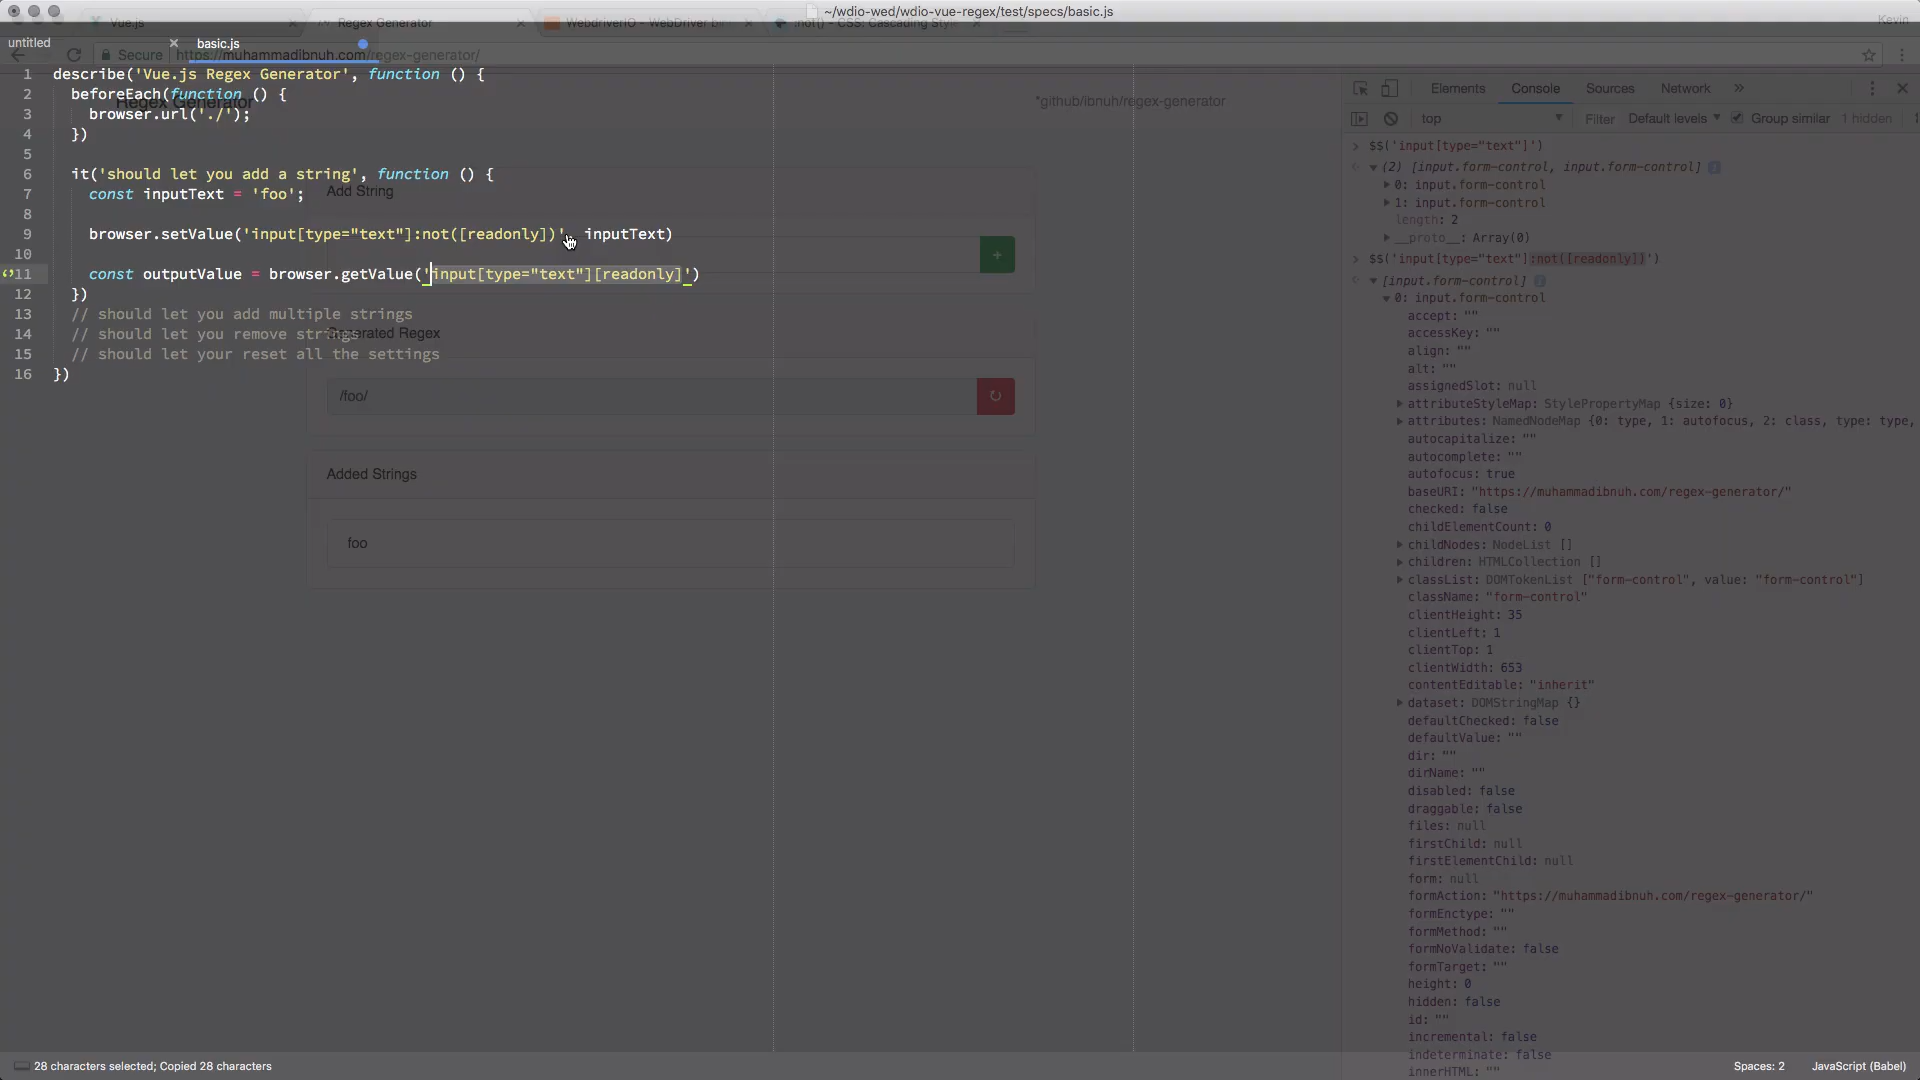 ~/wdio-wed/wdio-vue-regex/test/specs/basic.js
Vue.js
Regex Generator
WebdriverIO - WebDriver bin
:not() - CSS: Cascading Style
Kevin
untitled
basic.js
Secure https://muhammadibnuh.com/regex-generator/
1 describe('Vue.js Regex Generator', function () {
2 beforeEach(function () {
3 browser.url('./');
4 })
5
6 it('should let you add a string', function () {
7 const inputText = 'foo';
8
9 browser.setValue('input[type="text"]:not([readonly])', inputText)
10
11 const outputValue = browser.getValue('input[type="text"][readonly]')
12 })
13 // should let you add multiple strings
14 // should let you remove strings
15 // should let your reset all the settings
16 })
Regex Generator
*github/ibnuh/regex-generator
Add String
+
Generated Regex
/foo/
Added Strings
foo
Elements Console Sources Network »
top Filter Default levels Group similar 1 hidden
$$('input[type="text"]')
(2) [input.form-control, input.form-control]
0: input.form-control
1: input.form-control
length: 2
__proto__: Array(0)
$$('input[type="text"]:not([readonly])')
[input.form-control]
0: input.form-control
accept: ""
accessKey: ""
align: ""
alt: ""
assignedSlot: null
attributeStyleMap: StylePropertyMap {size: 0}
attributes: NamedNodeMap {0: type, 1: autofocus, 2: class, type: type,
autocapitalize: ""
autocomplete: ""
autofocus: true
baseURI: "https://muhammadibnuh.com/regex-generator/"
checked: false
childElementCount: 0
childNodes: NodeList []
children: HTMLCollection []
classList: DOMTokenList ["form-control", value: "form-control"]
className: "form-control"
clientHeight: 35
clientLeft: 1
clientTop: 1
clientWidth: 653
contentEditable: "inherit"
dataset: DOMStringMap {}
defaultChecked: false
defaultValue: ""
dir: ""
dirName: ""
disabled: false
draggable: false
files: null
firstChild: null
firstElementChild: null
form: null
formAction: "https://muhammadibnuh.com/regex-generator/"
formEnctype: ""
formMethod: ""
formNoValidate: false
formTarget: ""
height: 0
hidden: false
id: ""
incremental: false
indeterminate: false
innerHTML: ""
28 characters selected; Copied 28 characters
Spaces: 2
JavaScript (Babel)